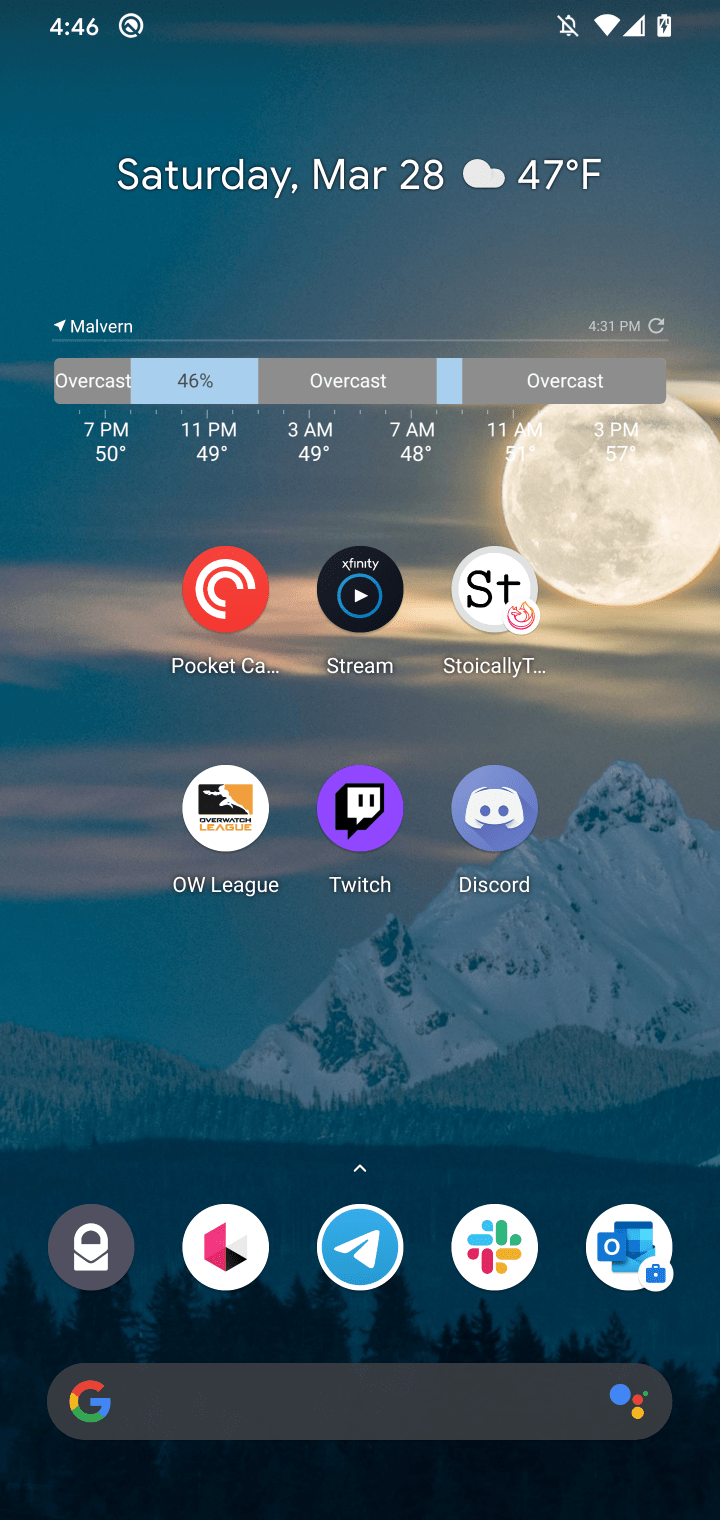 4:46
Saturday, Mar 28 47°F
Malvern 4:31 PM
Overcast 46% Overcast Overcast
7 PM 11 PM 3 AM 7 AM 11 AM 3 PM
50° 49° 49° 48° 51° 57°
xfinity
St
Pocket Ca... Stream StoicallyT...
OVERWATCH
LEAGUE
OW League Twitch Discord
O
G